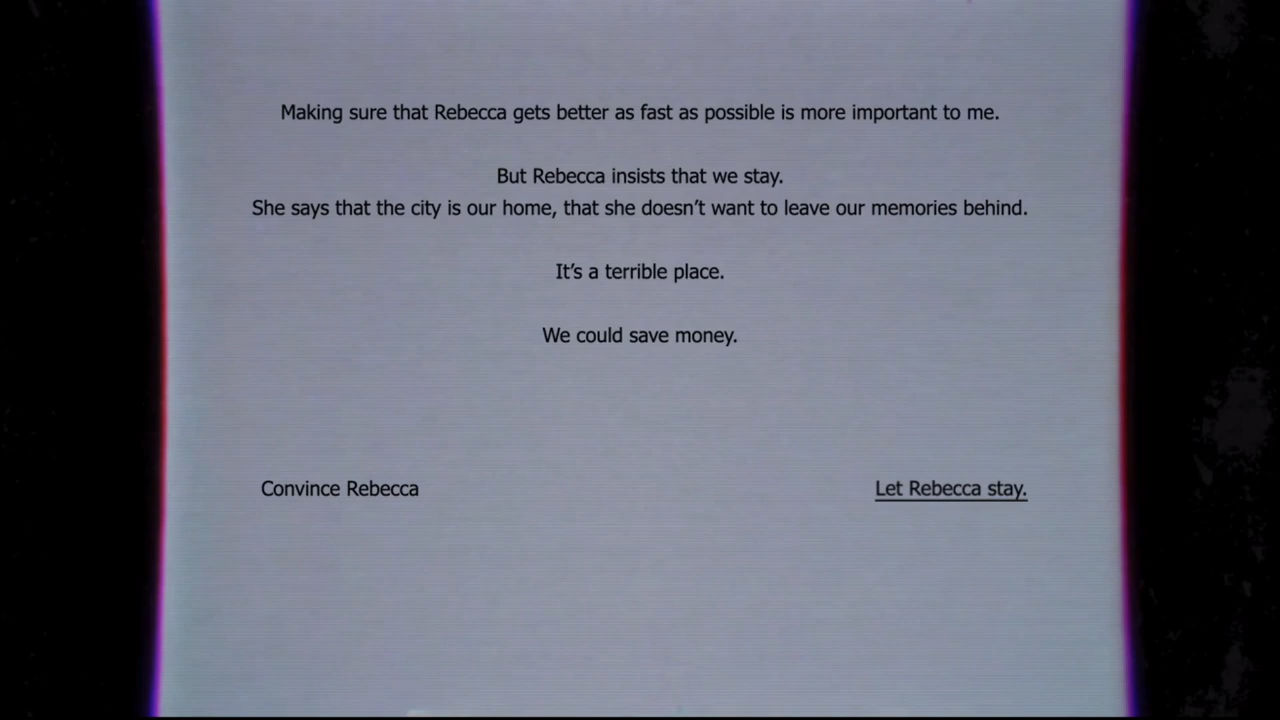 Making sure that Rebecca gets better as fast as possible is more important to me.
But Rebecca insists that we stay.
She says that the city is our home, that she doesn’t want to leave our memories behind.
It’s a terrible place.
We could save money.
Convince Rebecca
Let Rebecca stay.